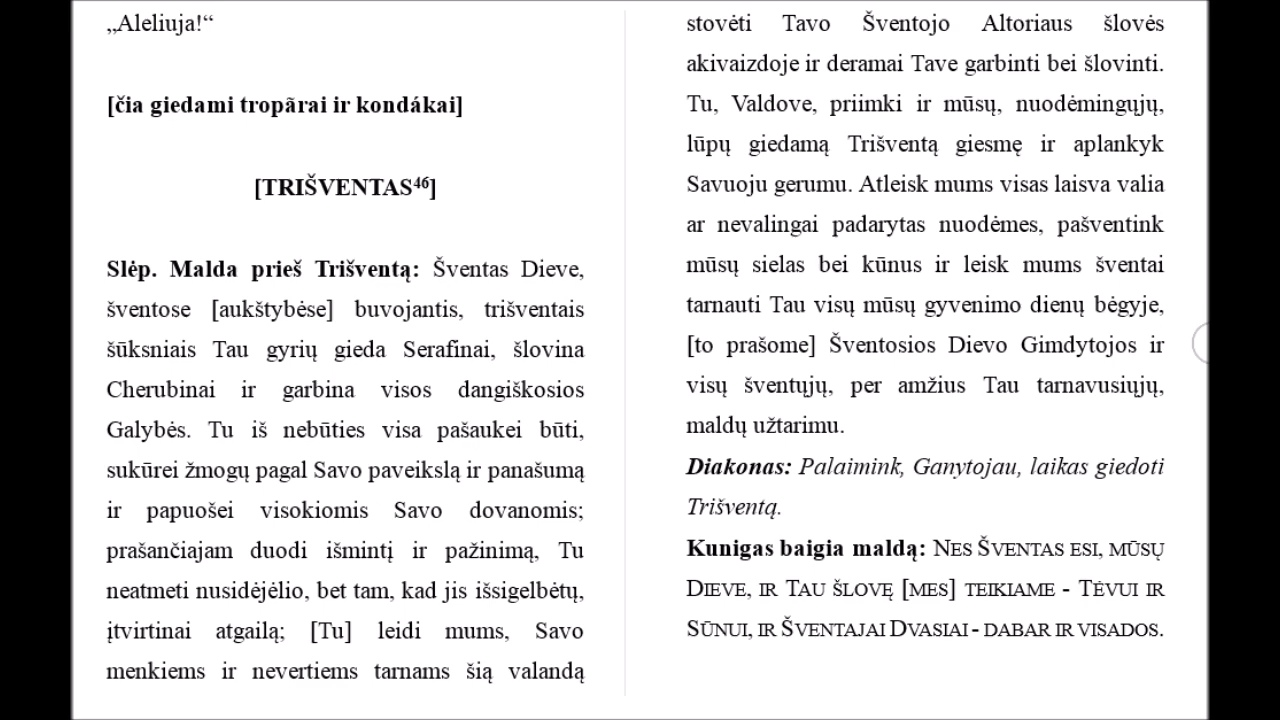 „Aleliuja!“
[čia giedami tropãrai ir kondákai]
[TRIŠVENTAS⁴⁶]
Slėp. Malda prieš Trišventą: Šventas Dieve,
šventose [aukštybėse] buvojantis, trišventais
šūksniais Tau gyrių gieda Serafinai, šlovina
Cherubinai ir garbina visos dangiškosios
Galybės. Tu iš nebūties visa pašaukei būti,
sukūrei žmogų pagal Savo paveikslą ir panašumą
ir papuošei visokiomis Savo dovanomis;
prašančiajam duodi išmintį ir pažinimą, Tu
neatmeti nusidėjėlio, bet tam, kad jis išsigelbėtų,
įtvirtinai atgailą; [Tu] leidi mums, Savo
menkiems ir nevertiems tarnams šią valandą
stovėti Tavo Šventojo Altoriaus šlovės
akivaizdoje ir deramai Tave garbinti bei šlovinti.
Tu, Valdove, priimki ir mūsų, nuodėmingųjų,
lūpų giedamą Trišventą giesmę ir aplankyk
Savuoju gerumu. Atleisk mums visas laisva valia
ar nevalingai padarytas nuodėmes, pašventink
mūsų sielas bei kūnus ir leisk mums šventai
tarnauti Tau visų mūsų gyvenimo dienų bėgyje,
[to prašome] Šventosios Dievo Gimdytojos ir
visų šventųjų, per amžius Tau tarnavusiųjų,
maldų užtarimu.
Diakonas: Palaimink, Ganytojau, laikas giedoti
Trišventą.
Kunigas baigia maldą: NES ŠVENTAS ESI, MŪSŲ
DIEVE, IR TAU ŠLOVĘ [MES] TEIKIAME - TĖVUI IR
SŪNUI, IR ŠVENTAJAI DVASIAI - DABAR IR VISADOS.